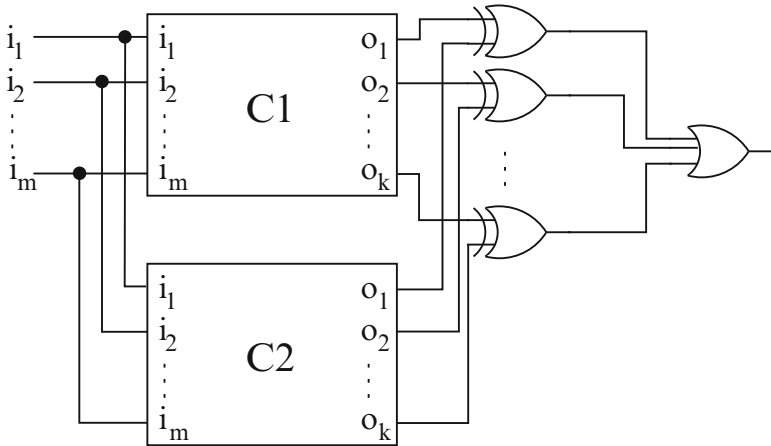 i1 i1 o1
i2 i2 C1 o2
im im ok
i1 o1
i2 C2 o2
im ok